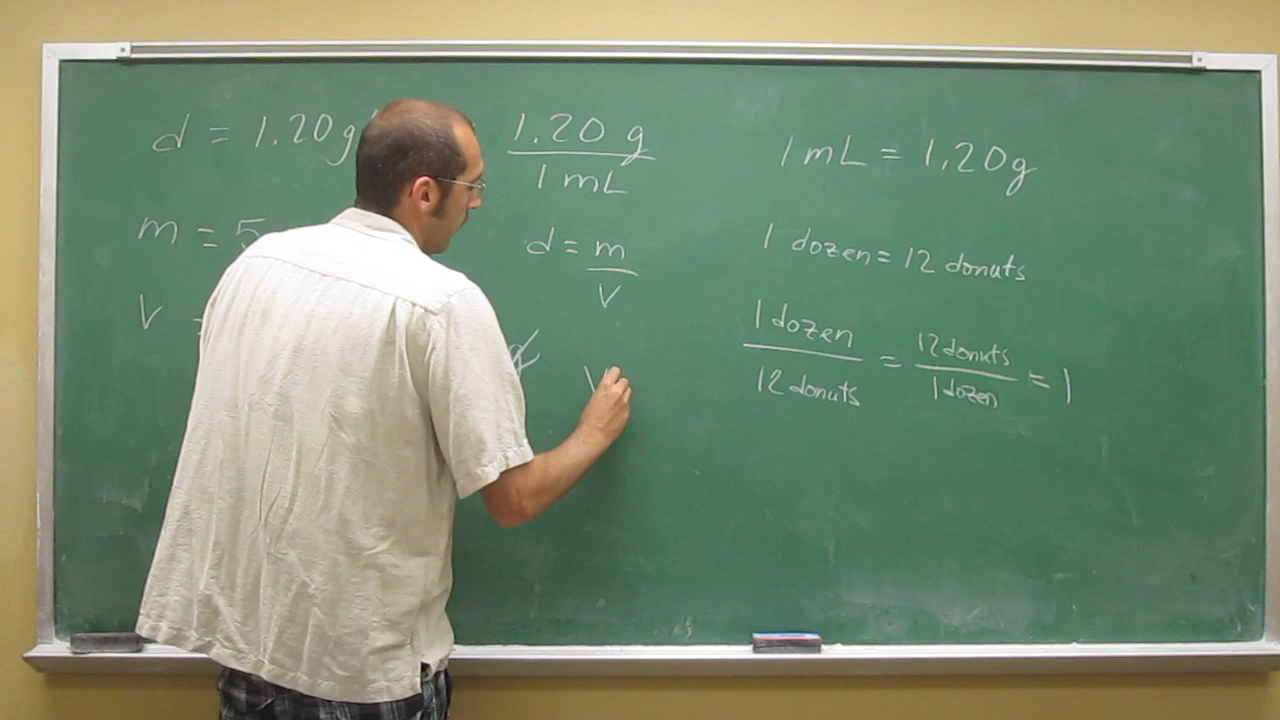 d = 1.20 g
m = 5
V =
1.20 g
1 mL
d = m
V
V
1 mL = 1.20g
1 dozen = 12 donuts
1 dozen
12 donuts
=
12 donuts
1 dozen
= 1